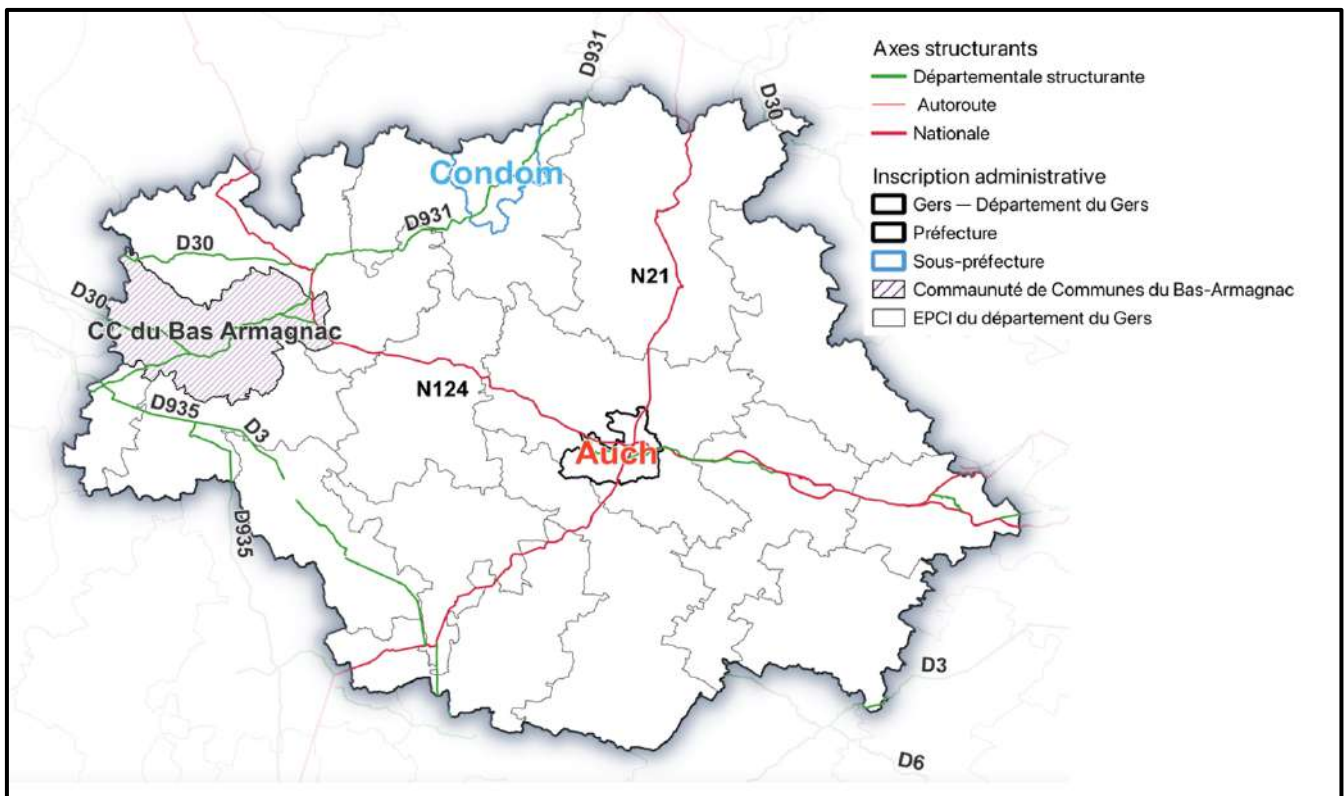 D931
D30
Condom
D931
D30
N21
D30
CC du Bas Armagnac
N124
D935
D3
Auch
D935
D3
D6
Axes structurants
Départementale structurante
Autoroute
Nationale
Inscription administrative
Gers — Département du Gers
Préfecture
Sous-préfecture
Commaunuté de Communes du Bas-Armagnac
EPCI du département du Gers